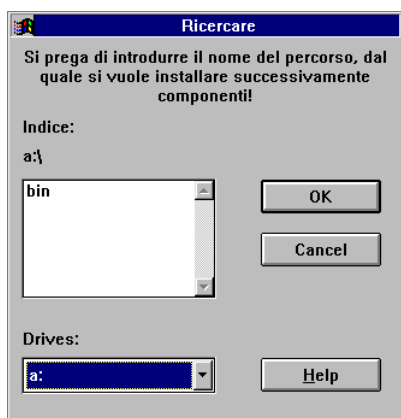 Ricercare
Si prega di introdurre il nome del percorso, dal
quale si vuole installare successivamente
componenti!
Indice:
a:\
bin
OK
Cancel
Drives:
a:
Help